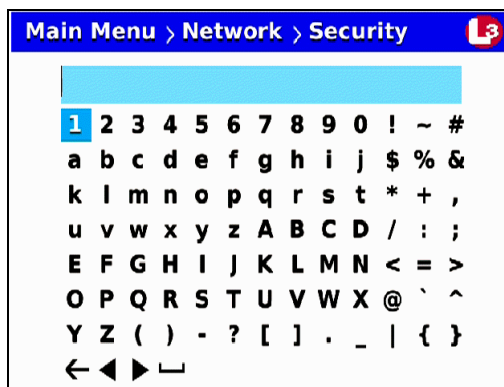 Main Menu > Network > Security L3
1 2 3 4 5 6 7 8 9 0 ! ~ #
a b c d e f g h i j $ % &
k l m n o p q r s t * + ,
u v w x y z A B C D / : ;
E F G H I J K L M N < = >
O P Q R S T U V W X @ ` ^
Y Z ( ) - ? [ ] . _ | { }
← ◀ ▶ ⎵